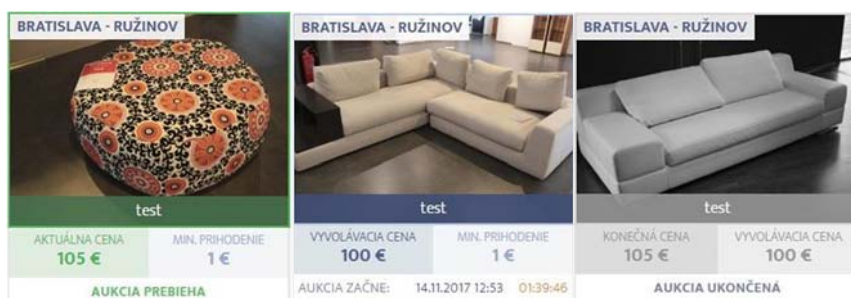 BRATISLAVA - RUŽINOV
test
AKTUÁLNA CENA
105 €
MIN. PRIHODENIE
1 €
AUKCIA PREBIEHA
BRATISLAVA - RUŽINOV
test
VYVOLÁVACIA CENA
100 €
MIN. PRIHODENIE
1 €
AUKCIA ZAČNE: 14.11.2017 12:53 01:39:46
BRATISLAVA - RUŽINOV
test
KONEČNÁ CENA
105 €
VYVOLÁVACIA CENA
100 €
AUKCIA UKONČENÁ